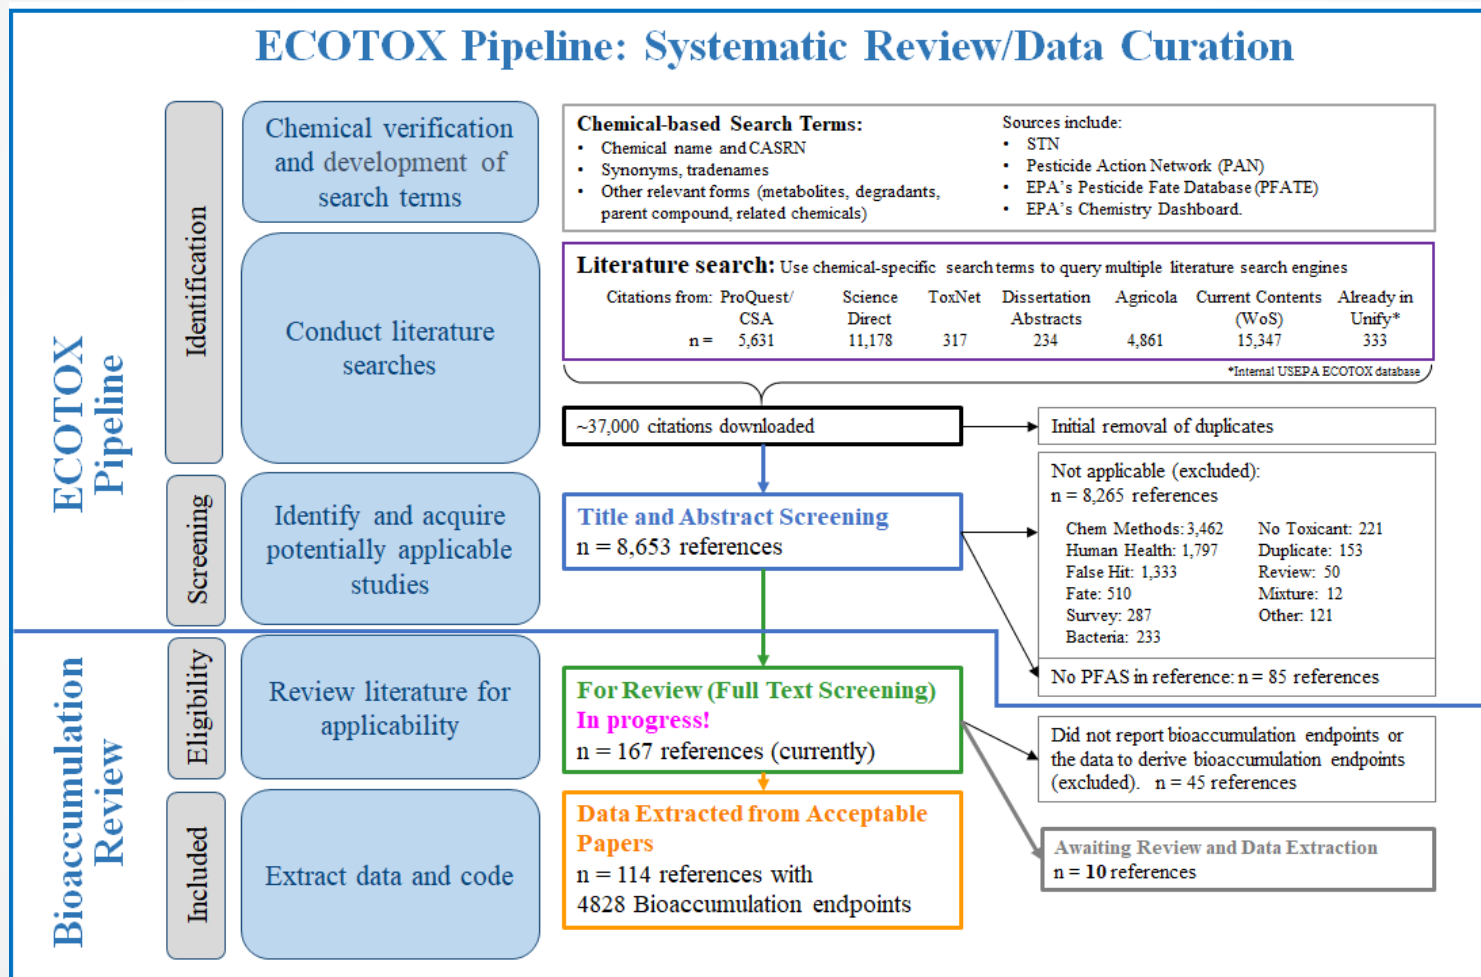 ECOTOX Pipeline: Systematic Review/Data Curation
ECOTOX
Pipeline
Identification
Chemical verification
and development of
search terms
Chemical-based Search Terms:
• Chemical name and CASRN
• Synonyms, tradenames
• Other relevant forms (metabolites, degradants,
parent compound, related chemicals)
Sources include:
• STN
• Pesticide Action Network (PAN)
• EPA's Pesticide Fate Database (PFATE)
• EPA's Chemistry Dashboard.
Conduct literature
searches
Literature search: Use chemical-specific search terms to query multiple literature search engines
Citations from: ProQuest/ Science ToxNet Dissertation Agricola Current Contents Already in
CSA Direct Abstracts (WoS) Unify*
n = 5,631 11,178 317 234 4,861 15,347 333
*Internal USEPA ECOTOX database
~37,000 citations downloaded
Initial removal of duplicates
Screening
Identify and acquire
potentially applicable
studies
Title and Abstract Screening
n = 8,653 references
Not applicable (excluded):
n = 8,265 references
Chem Methods: 3,462
Human Health: 1,797
False Hit: 1,333
Fate: 510
Survey: 287
Bacteria: 233
No Toxicant: 221
Duplicate: 153
Review: 50
Mixture: 12
Other: 121
No PFAS in reference: n = 85 references
Bioaccumulation
Review
Eligibility
Review literature for
applicability
For Review (Full Text Screening)
In progress!
n = 167 references (currently)
Did not report bioaccumulation endpoints or
the data to derive bioaccumulation endpoints
(excluded). n = 45 references
Included
Extract data and code
Data Extracted from Acceptable
Papers
n = 114 references with
4828 Bioaccumulation endpoints
Awaiting Review and Data Extraction
n = 10 references